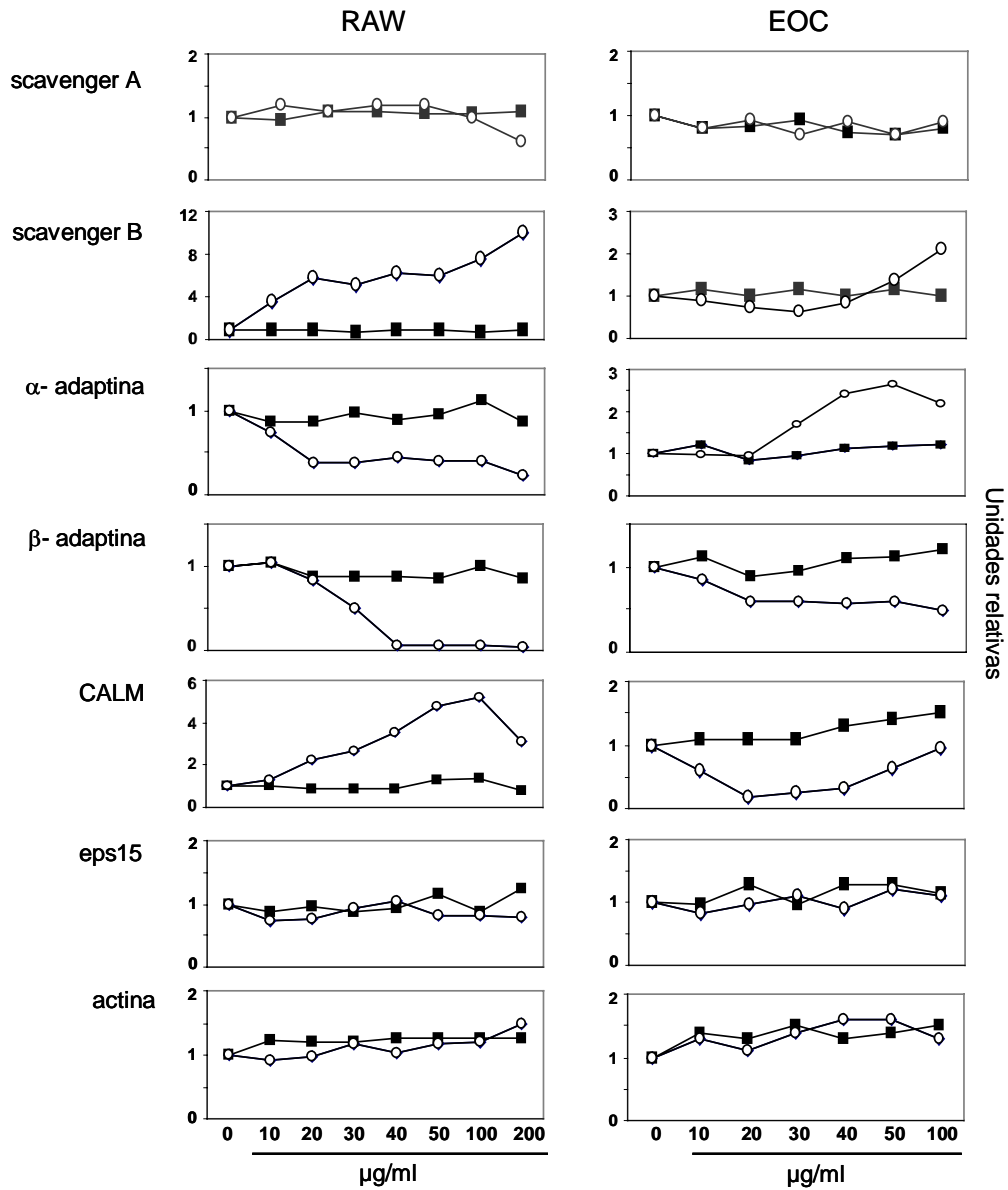 RAW EOC
scavenger A
2 1 0
2 1 0
scavenger B
12 8 4 0
3 2 1 0
α- adaptina
1 0
3 2 1 0
β- adaptina
1 0
1 0
CALM
6 4 2 0
2 1 0
eps15
2 1 0
2 1 0
actina
2 1 0
2 1 0
0 10 20 30 40 50 100 200
0 10 20 30 40 50 100
µg/ml µg/ml
Unidades relativas